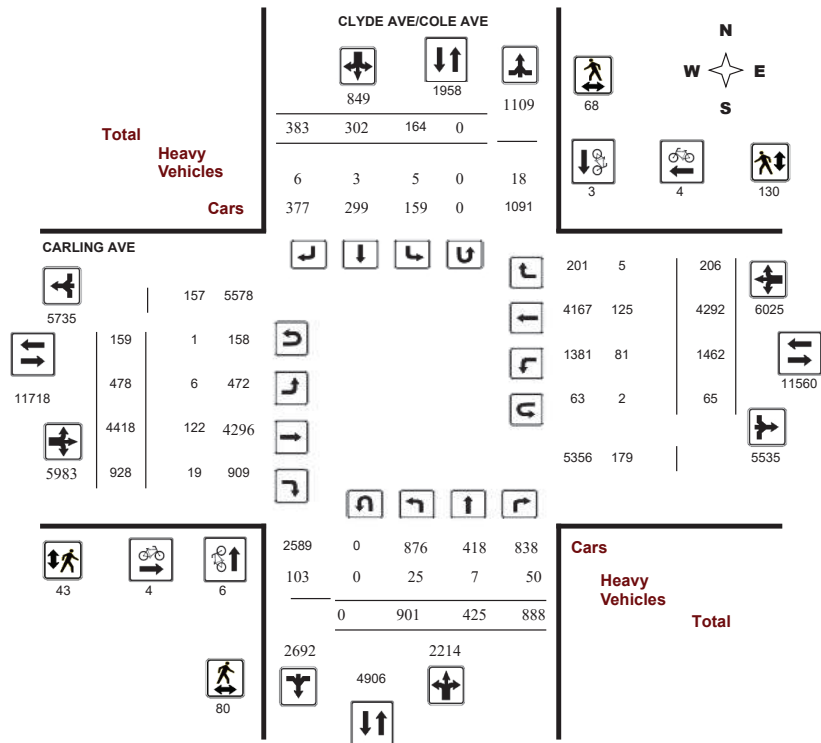 CLYDE AVE/COLE AVE
N
W E
S
849
1958
1109
68
383 302 164 0
Total
Heavy
Vehicles
6 3 5 0 18
3 4 130
Cars
377 299 159 0 1091
CARLING AVE
5735
157 5578
201 5 206
4167 125 4292
6025
11718
159 1 158
1381 81 1462
11560
478 6 472
63 2 65
4418 122 4296
5983
928 19 909
5356 179
5535
2589 0 876 418 838
Cars
103 0 25 7 50
Heavy
Vehicles
43 4 6
0 901 425 888
Total
2692
2214
4906
80